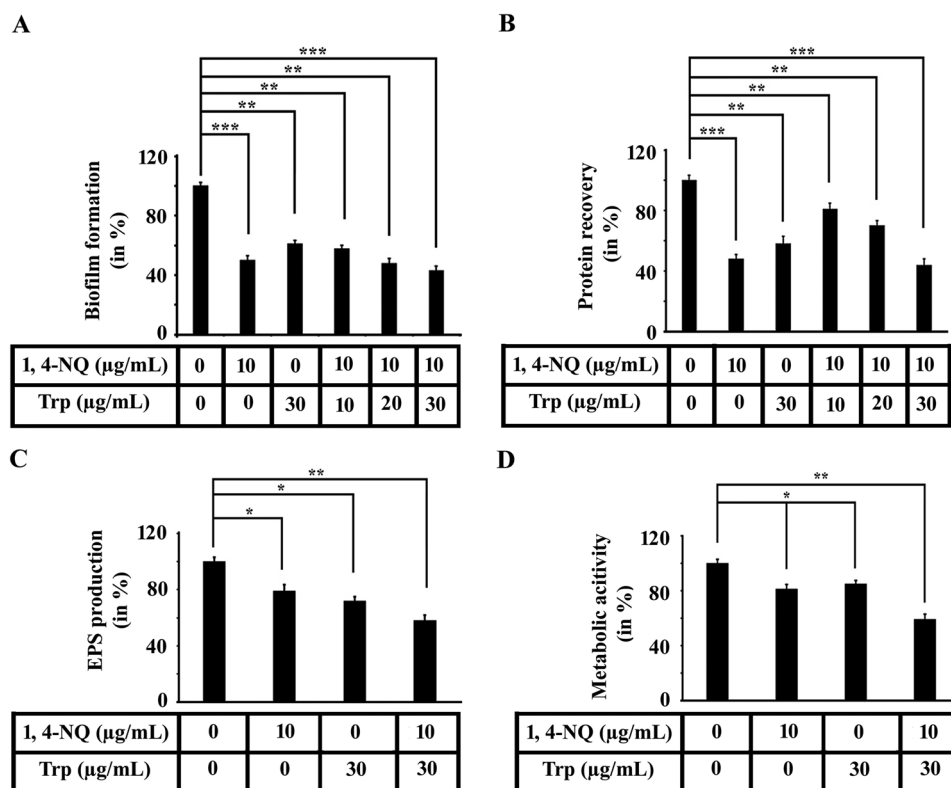 A
***
**
**
**
***
Biofilm formation
(in %)
120
80
40
0
1, 4-NQ (µg/mL) 0 10 0 10 10 10
Trp (µg/mL) 0 0 30 10 20 30
B
***
**
**
**
***
Protein recovery
(in %)
120
80
40
0
1, 4-NQ (µg/mL) 0 10 0 10 10 10
Trp (µg/mL) 0 0 30 10 20 30
C
**
*
*
EPS production
(in %)
120
80
40
0
1, 4-NQ (µg/mL) 0 10 0 10
Trp (µg/mL) 0 0 30 30
D
**
*
Metabolic acitivity
(in %)
120
80
40
0
1, 4-NQ (µg/mL) 0 10 0 10
Trp (µg/mL) 0 0 30 30